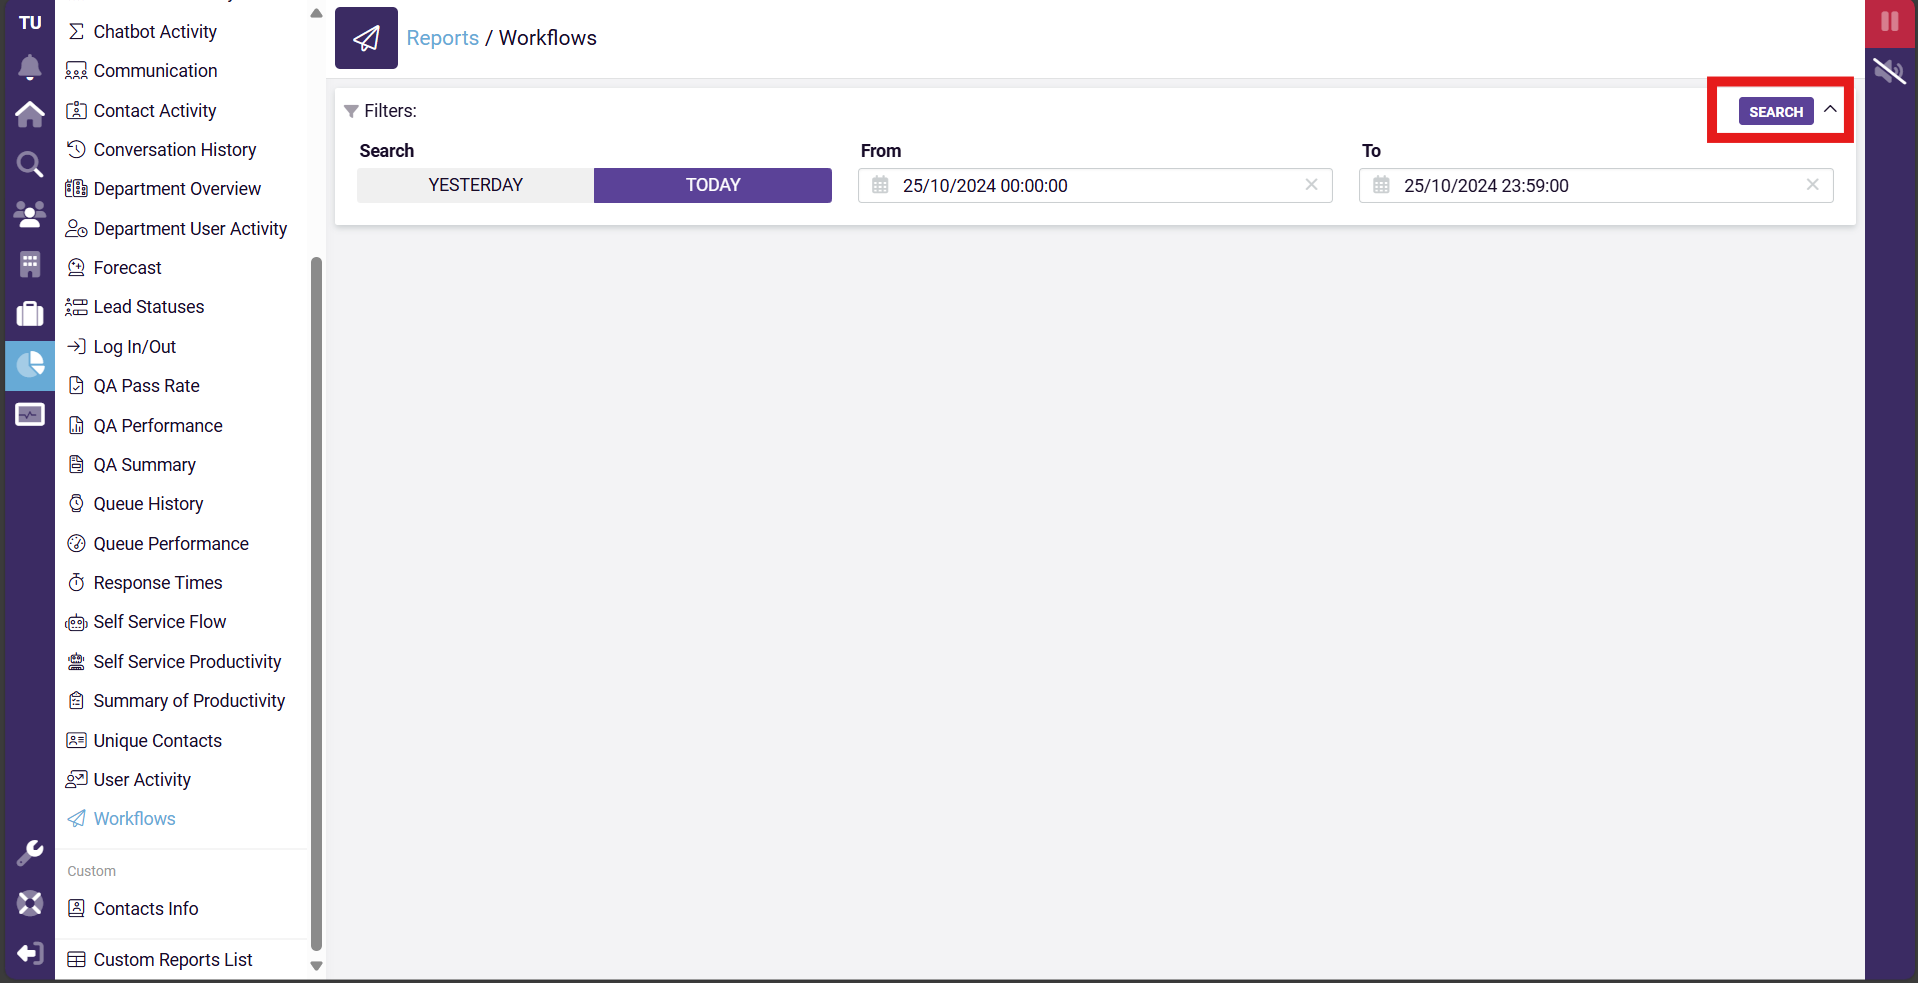 TU
Chatbot Activity
Communication
Contact Activity
Conversation History
Department Overview
Department User Activity
Forecast
Lead Statuses
Log In/Out
QA Pass Rate
QA Performance
QA Summary
Queue History
Queue Performance
Response Times
Self Service Flow
Self Service Productivity
Summary of Productivity
Unique Contacts
User Activity
Workflows
Custom
Contacts Info
Custom Reports List
Reports / Workflows
Filters:
SEARCH
Search
From
To
YESTERDAY
TODAY
25/10/2024 00:00:00
25/10/2024 23:59:00